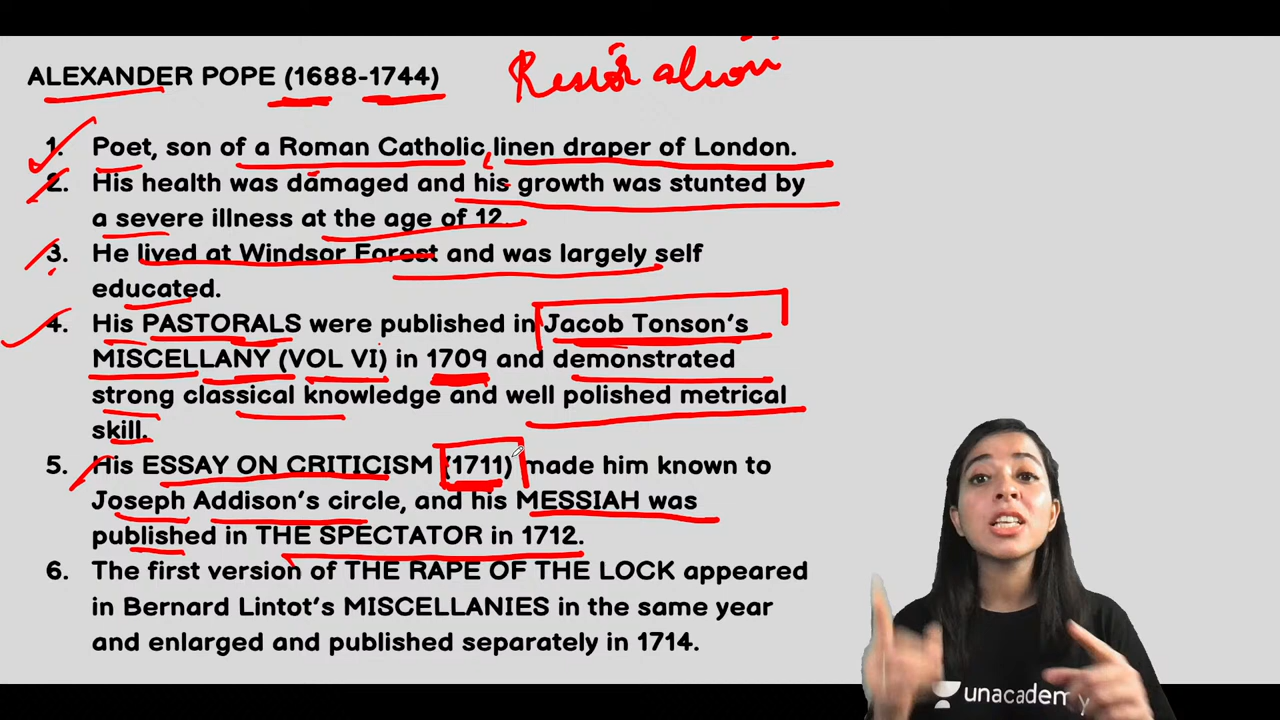 ALEXANDER POPE (1688-1744)
Restoration
1. Poet, son of a Roman Catholic linen draper of London.
2. His health was damaged and his growth was stunted by
a severe illness at the age of 12.
3. He lived at Windsor Forest and was largely self
educated.
4. His PASTORALS were published in Jacob Tonson's
MISCELLANY (VOL VI) in 1709 and demonstrated
strong classical knowledge and well polished metrical
skill.
5. His ESSAY ON CRITICISM (1711) made him known to
Joseph Addison's circle, and his MESSIAH was
published in THE SPECTATOR in 1712.
6. The first version of THE RAPE OF THE LOCK appeared
in Bernard Lintot's MISCELLANIES in the same year
and enlarged and published separately in 1714.
unacademy